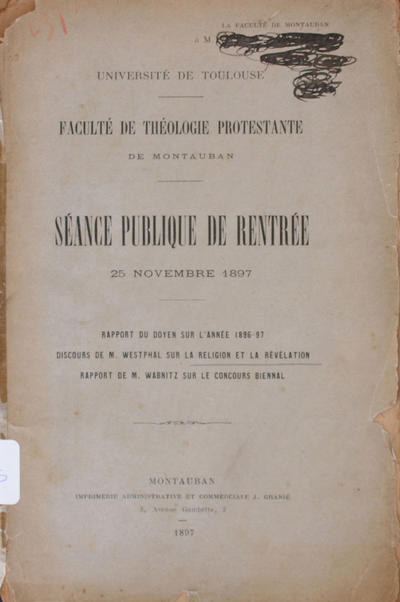 LA FACULTÉ DE MONTAUBAN
à M.
UNIVERSITÉ DE TOULOUSE
FACULTÉ DE THÉOLOGIE PROTESTANTE
DE MONTAUBAN
SÉANCE PUBLIQUE DE RENTRÉE
25 NOVEMBRE 1897
RAPPORT DU DOYEN SUR L'ANNÉE 1896-97
DISCOURS DE M. WESTPHAL SUR LA RELIGION ET LA RÉVÉLATION
RAPPORT DE M. WABNITZ SUR LE CONCOURS BIENNAL
MONTAUBAN
IMPRIMERIE ADMINISTRATIVE ET COMMERCIALE J. GRANIÉ
Avenue Gambetta,
1897